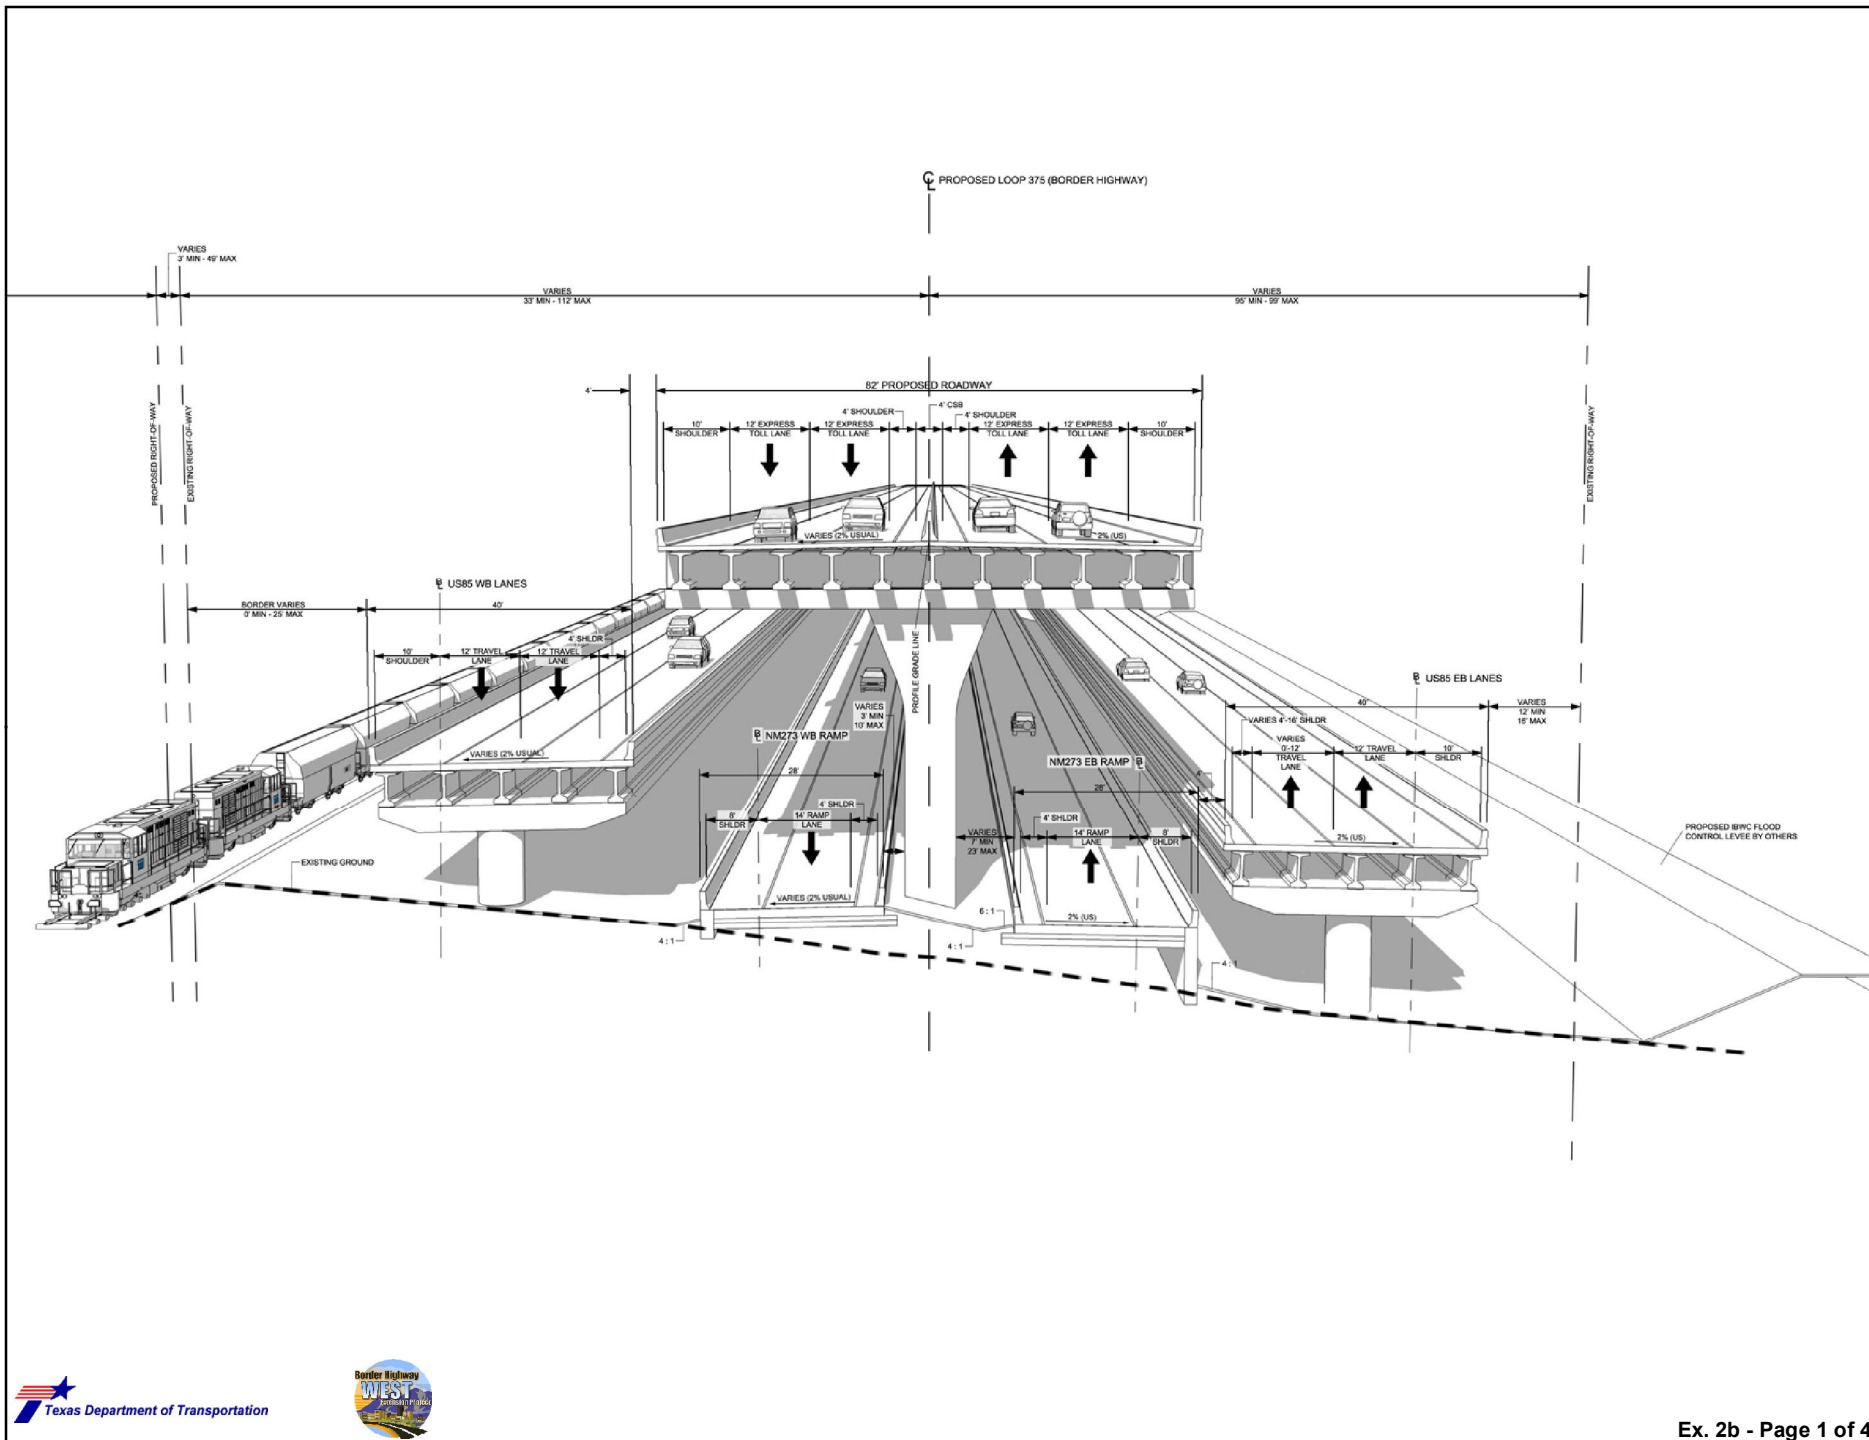 ℄ PROPOSED LOOP 375 (BORDER HIGHWAY)
VARIES
3' MIN - 49' MAX
VARIES
33' MIN - 112' MAX
VARIES
95' MIN - 99' MAX
PROPOSED RIGHT-OF-WAY
EXISTING RIGHT-OF-WAY
EXISTING RIGHT-OF-WAY
4'
82' PROPOSED ROADWAY
4' CSB
4' SHOULDER
4' SHOULDER
10'
SHOULDER
12' EXPRESS
TOLL LANE
12' EXPRESS
TOLL LANE
12' EXPRESS
TOLL LANE
12' EXPRESS
TOLL LANE
10'
SHOULDER
VARIES (2% USUAL)
2% (US)
PROFILE GRADE LINE
BL US85 WB LANES
BORDER VARIES
0' MIN - 25' MAX
40'
10'
SHOULDER
12' TRAVEL
LANE
12' TRAVEL
LANE
4' SHLDR
VARIES (2% USUAL)
BL US85 EB LANES
40'
VARIES
12' MIN
16' MAX
VARIES 4'-16' SHLDR
VARIES
0'-12'
TRAVEL
LANE
12' TRAVEL
LANE
10'
SHLDR
2% (US)
VARIES
3' MIN
10' MAX
BL NM273 WB RAMP
28'
8'
SHLDR
14' RAMP
LANE
4' SHLDR
VARIES (2% USUAL)
NM273 EB RAMP BL
28'
4'
VARIES
7' MIN
23' MAX
4' SHLDR
14' RAMP
LANE
8'
SHLDR
2% (US)
EXISTING GROUND
4 : 1
6 : 1
4 : 1
4 : 1
PROPOSED IBWC FLOOD
CONTROL LEVEE BY OTHERS
Texas Department of Transportation
Border Highway
WEST
Extension Project
Ex. 2b - Page 1 of 4